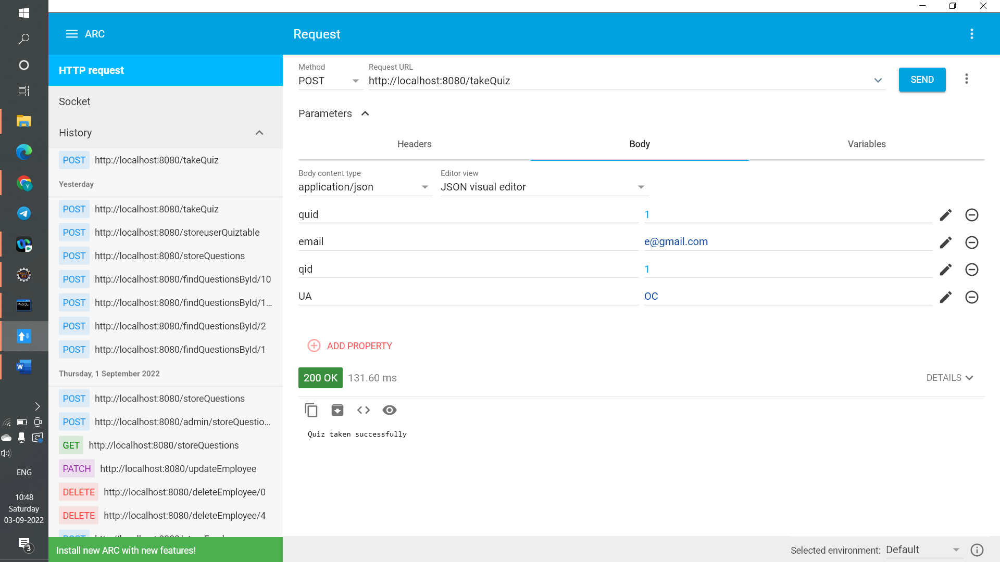 ARC
Request
HTTP request
Socket
History
POST http://localhost:8080/takeQuiz
Yesterday
POST http://localhost:8080/takeQuiz
POST http://localhost:8080/storeuserQuiztable
POST http://localhost:8080/storeQuestions
POST http://localhost:8080/findQuestionsById/10
POST http://localhost:8080/findQuestionsById/1...
POST http://localhost:8080/findQuestionsById/2
POST http://localhost:8080/findQuestionsById/1
Thursday, 1 September 2022
POST http://localhost:8080/storeQuestions
POST http://localhost:8080/admin/storeQuestio...
GET http://localhost:8080/storeQuestions
PATCH http://localhost:8080/updateEmployee
DELETE http://localhost:8080/deleteEmployee/0
DELETE http://localhost:8080/deleteEmployee/4
Install new ARC with new features!
Method
POST
Request URL
http://localhost:8080/takeQuiz
SEND
Parameters
Headers
Body
Variables
Body content type
application/json
Editor view
JSON visual editor
quid 1
email e@gmail.com
qid 1
UA OC
ADD PROPERTY
200 OK 131.60 ms
DETAILS
Quiz taken successfully
Selected environment: Default
ENG
10:48
Saturday
03-09-2022
3